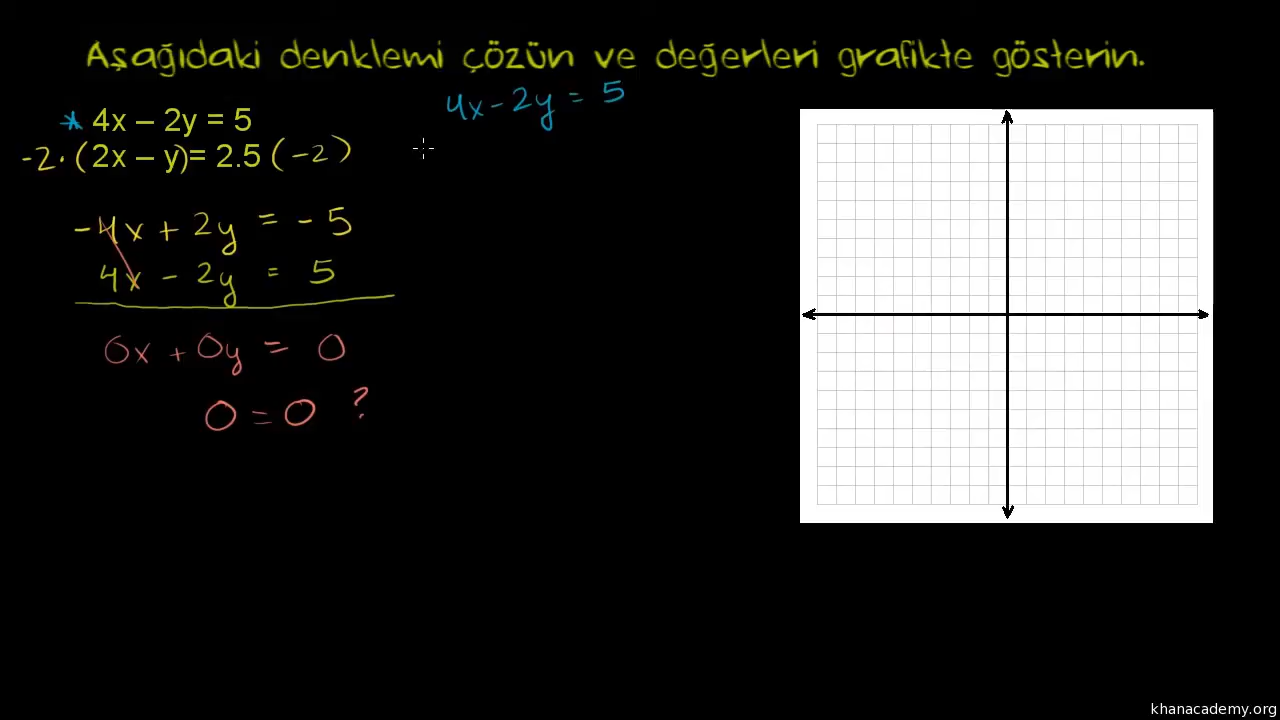 Aşağıdaki denklemi çözün ve değerleri grafikte gösterin.
4x - 2y = 5
* 4x – 2y = 5
-2·(2x – y)= 2.5 (-2)
-4x + 2y = -5
4x - 2y = 5
0x + 0y = 0
0 = 0 ?
khanacademy.org